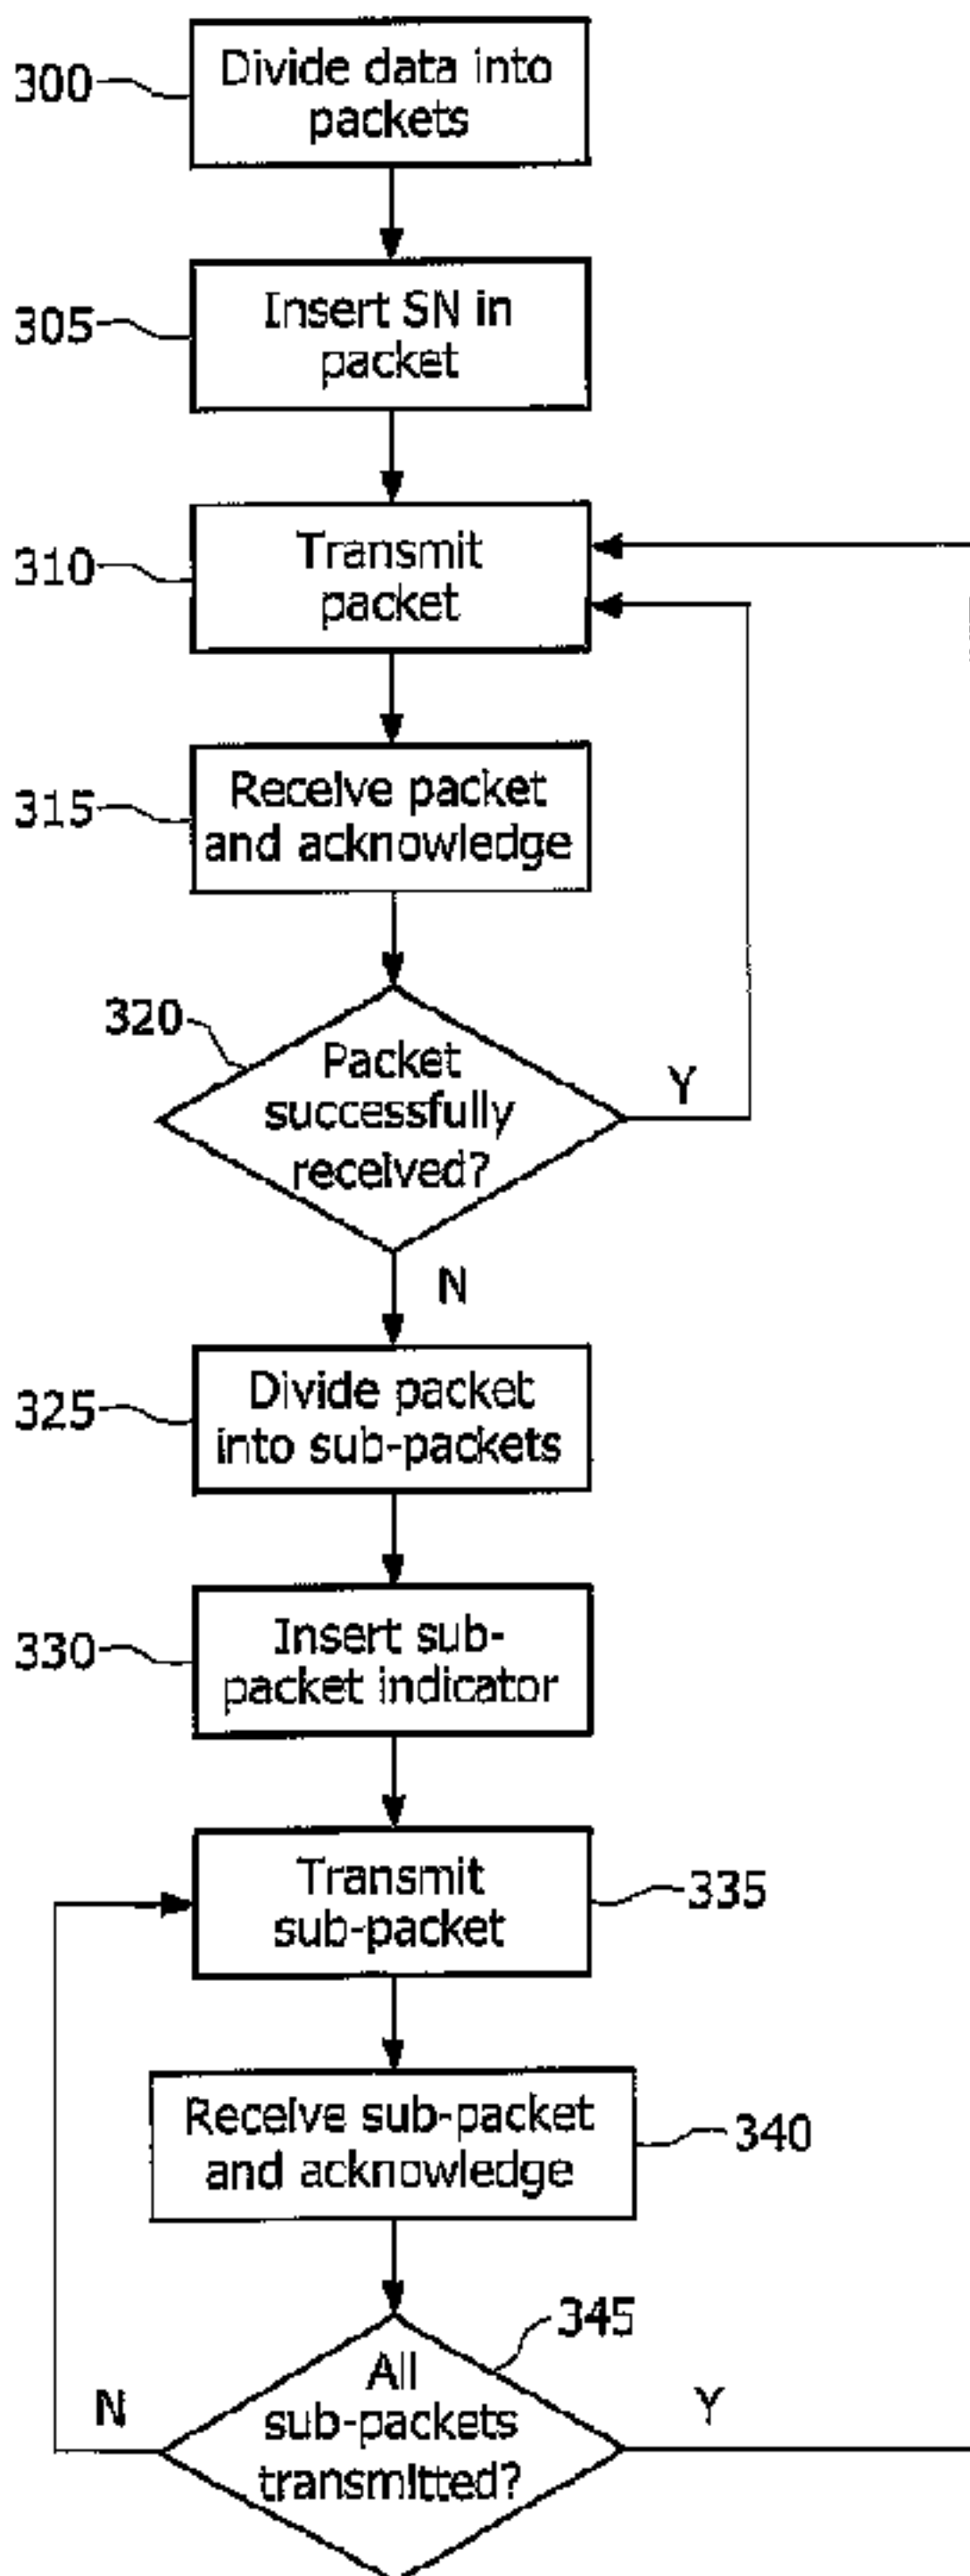 300
Divide data into
packets
305
Insert SN in
packet
310
Transmit
packet
315
Receive packet
and acknowledge
320
Packet
successfully
received?
Y
N
325
Divide packet
into sub-packets
330
Insert sub-
packet indicator
Transmit
sub-packet
335
Receive sub-packet
and acknowledge
340
345
All
sub-packets
transmitted?
N
Y